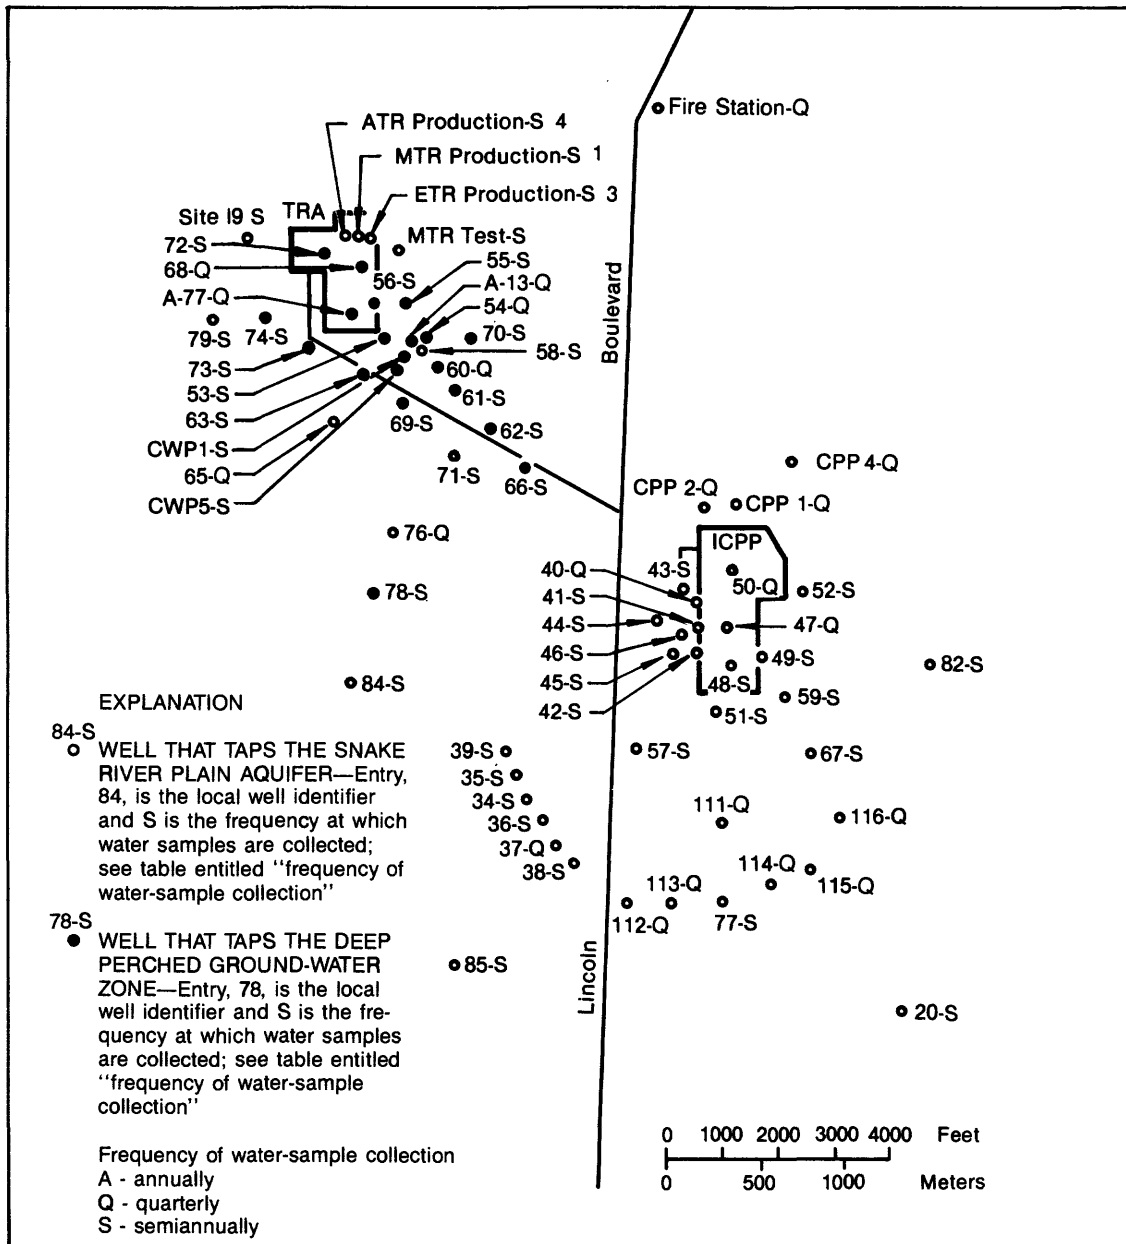 Fire Station-Q
ATR Production-S 4
MTR Production-S 1
ETR Production-S 3
TRA
Site I9 S
MTR Test-S
72-S
55-S
68-Q
56-S
A-13-Q
A-77-Q
54-Q
79-S
74-S
70-S
58-S
73-S
60-Q
53-S
61-S
63-S
69-S
62-S
CWP1-S
65-Q
71-S
66-S
CWP5-S
Boulevard
CPP 4-Q
CPP 2-Q
CPP 1-Q
76-Q
ICPP
40-Q
43-S
50-Q
52-S
78-S
41-S
44-S
47-Q
46-S
49-S
82-S
45-S
48-S
84-S
59-S
42-S
51-S
EXPLANATION
84-S
WELL THAT TAPS THE SNAKE
RIVER PLAIN AQUIFER—Entry,
84, is the local well identifier
and S is the frequency at which
water samples are collected;
see table entitled "frequency of
water-sample collection"
39-S
35-S
34-S
36-S
37-Q
38-S
57-S
67-S
111-Q
116-Q
114-Q
115-Q
113-Q
112-Q
77-S
78-S
WELL THAT TAPS THE DEEP
PERCHED GROUND-WATER
ZONE—Entry, 78, is the local
well identifier and S is the fre-
quency at which water samples
are collected; see table entitled
"frequency of water-sample
collection"
85-S
Lincoln
20-S
Frequency of water-sample collection
A - annually
Q - quarterly
S - semiannually
0 1000 2000 3000 4000 Feet
0 500 1000 Meters